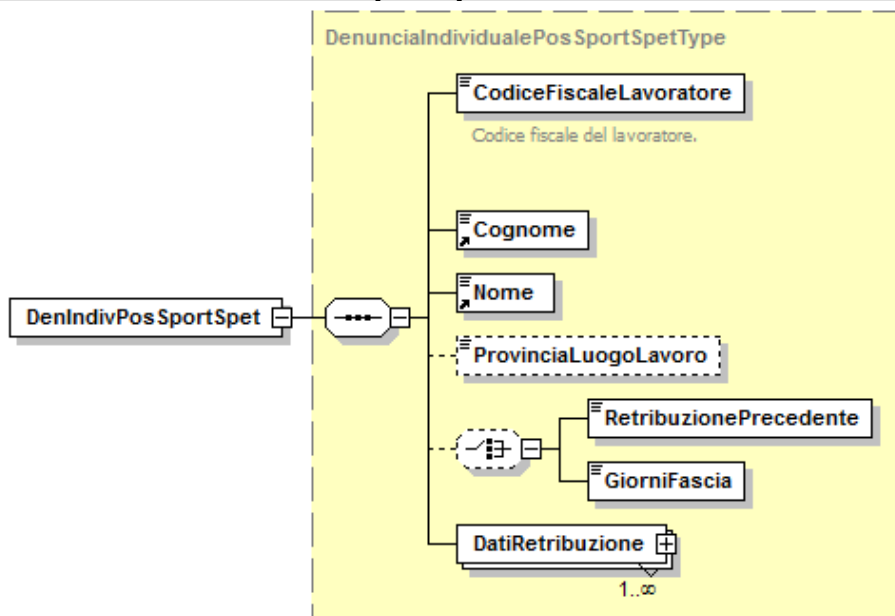 DenunciaIndividualePosSportSpetType
CodiceFiscaleLavoratore
Codice fiscale del lavoratore.
Cognome
Nome
DenIndivPosSportSpet
ProvinciaLuogoLavoro
RetribuzionePrecedente
GiorniFascia
DatiRetribuzione
1..∞